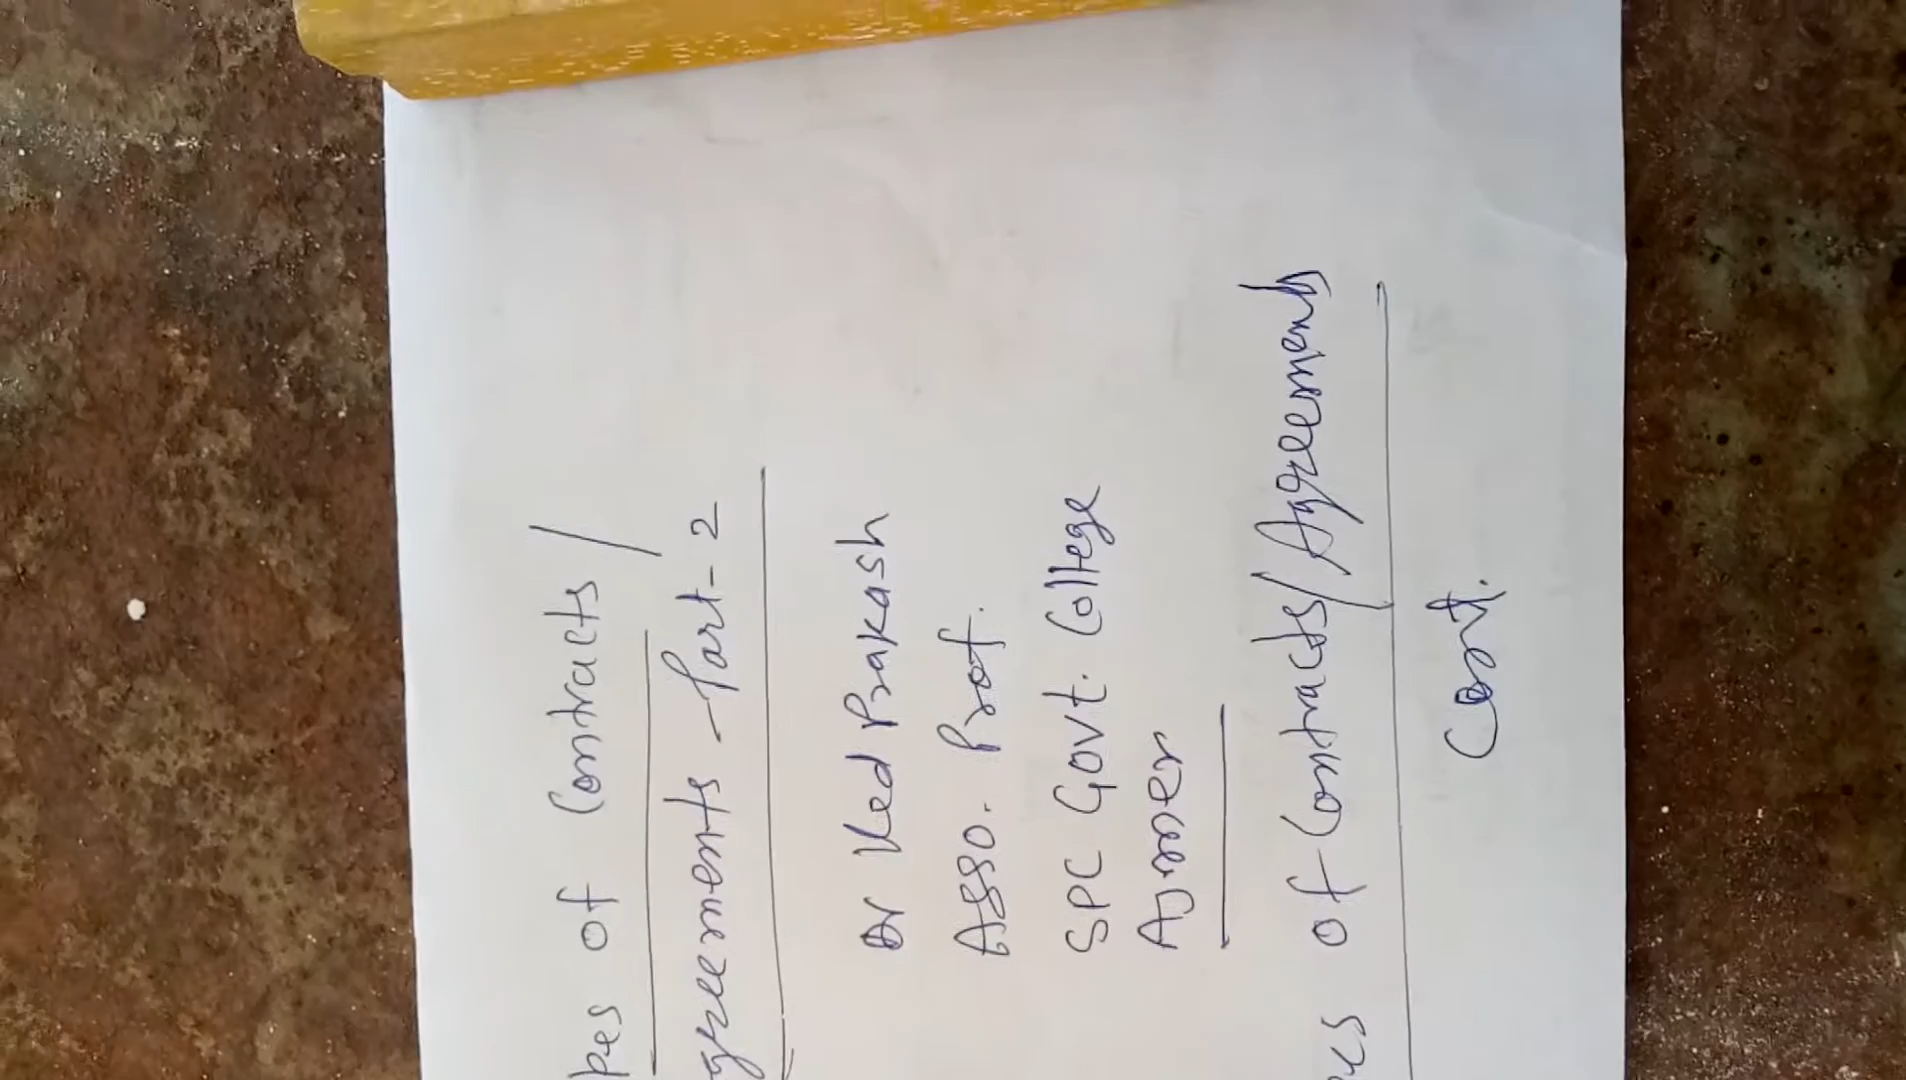 pes of Contracts /
greements - Part-2
Dr Ved Prakash
Asso. Prof.
SPC Govt. College
Ajmer
pes of Contracts/Agreements
Cont.